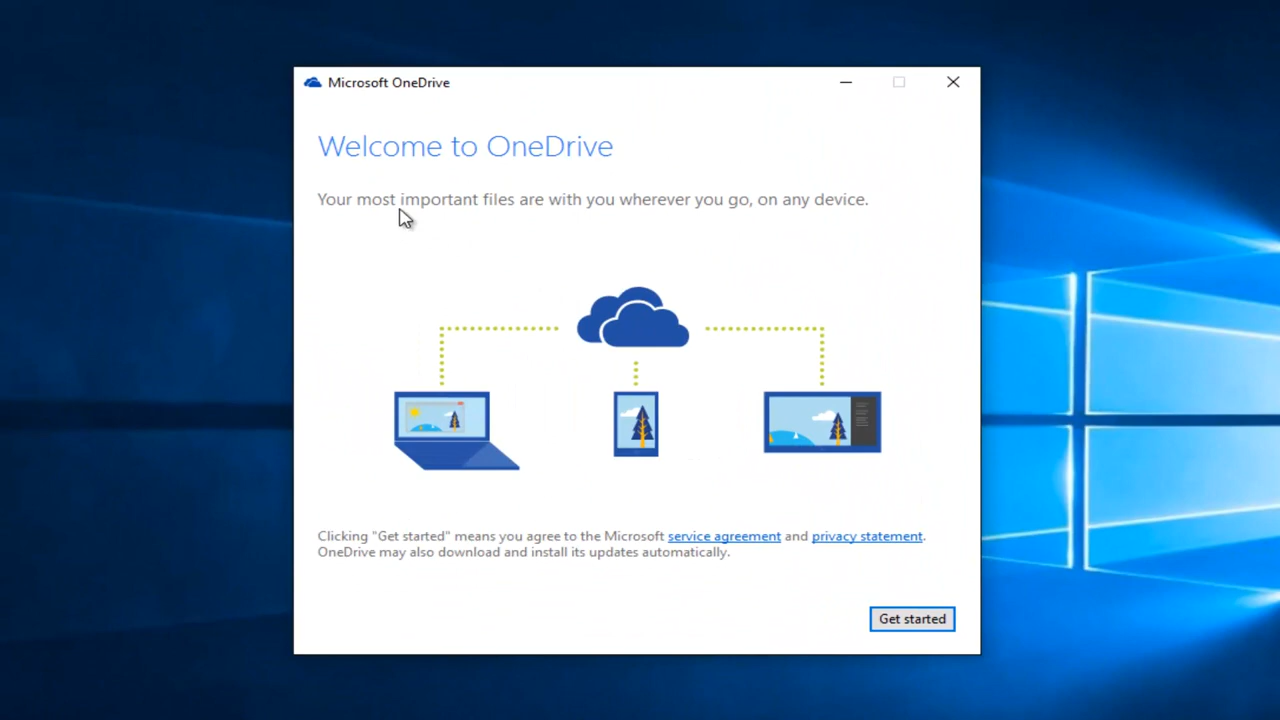 Microsoft OneDrive
Welcome to OneDrive
Your most important files are with you wherever you go, on any device.
Clicking "Get started" means you agree to the Microsoft service agreement and privacy statement.
OneDrive may also download and install its updates automatically.
Get started